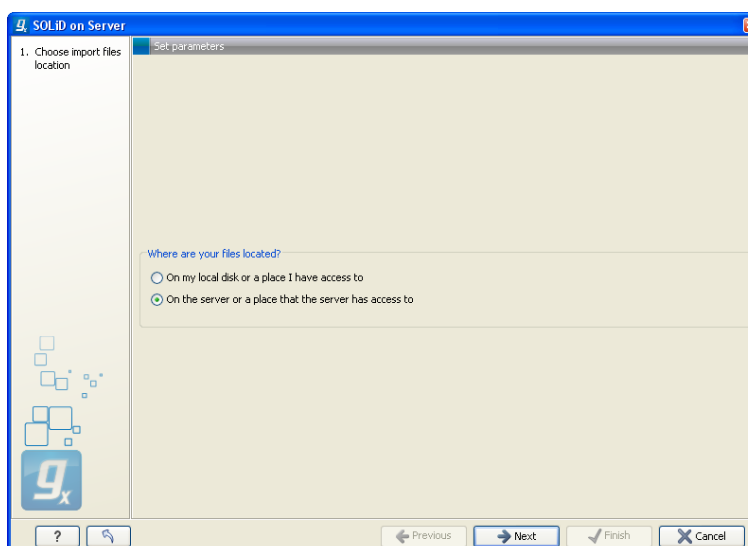 SOLiD on Server
1. Choose import files
location
Set parameters
Where are your files located?
On my local disk or a place I have access to
On the server or a place that the server has access to
gx
?
Previous
Next
Finish
Cancel